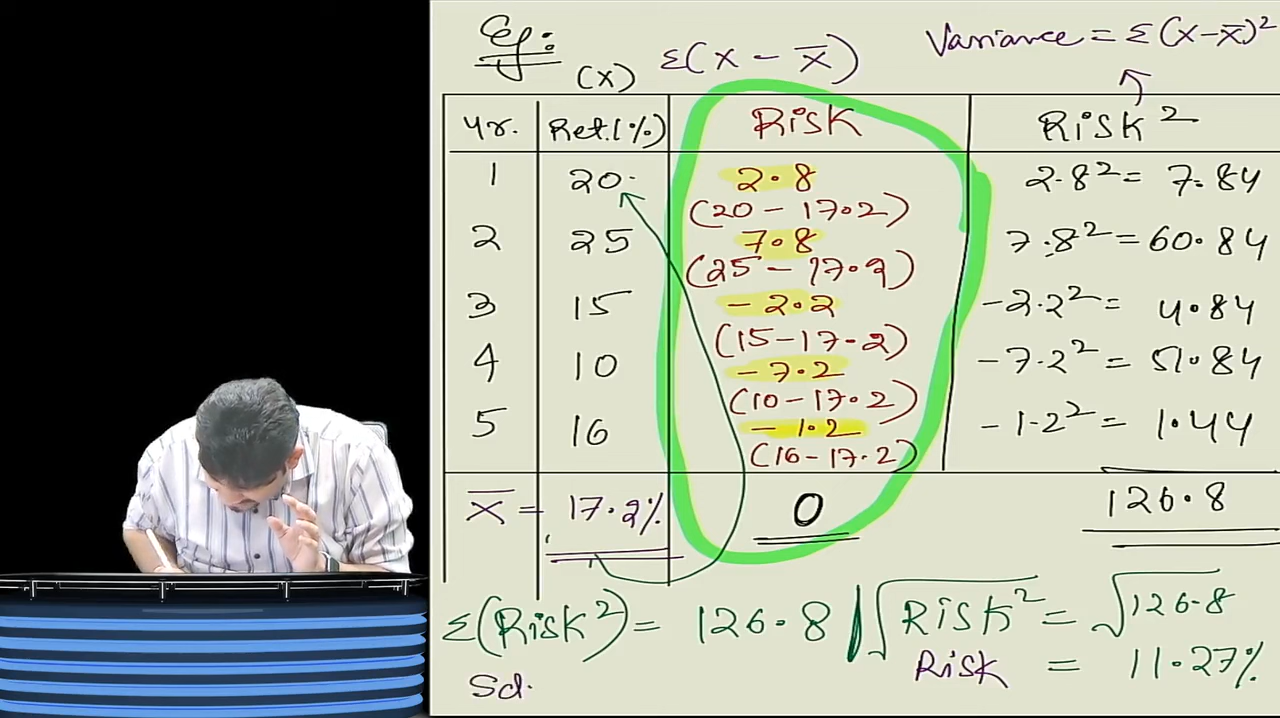 Eg:
(X) Σ(X - X̅) Variance = Σ(X-X̅)²
Yr. Ret.(%) Risk Risk²
1 20. 2.8 2.8² = 7.84
(20 - 17.2)
2 25 7.8 7.8² = 60.84
(25 - 17.2)
3 15 -2.2 -2.2² = 4.84
(15-17.2)
4 10 -7.2 -7.2² = 51.84
(10-17.2)
5 16 -1.2 -1.2² = 1.44
(16-17.2)
X̅ = 17.2% 0 126.8
Σ(Risk²) = 126.8 | √Risk² = √126.8
Sd. Risk = 11.27%